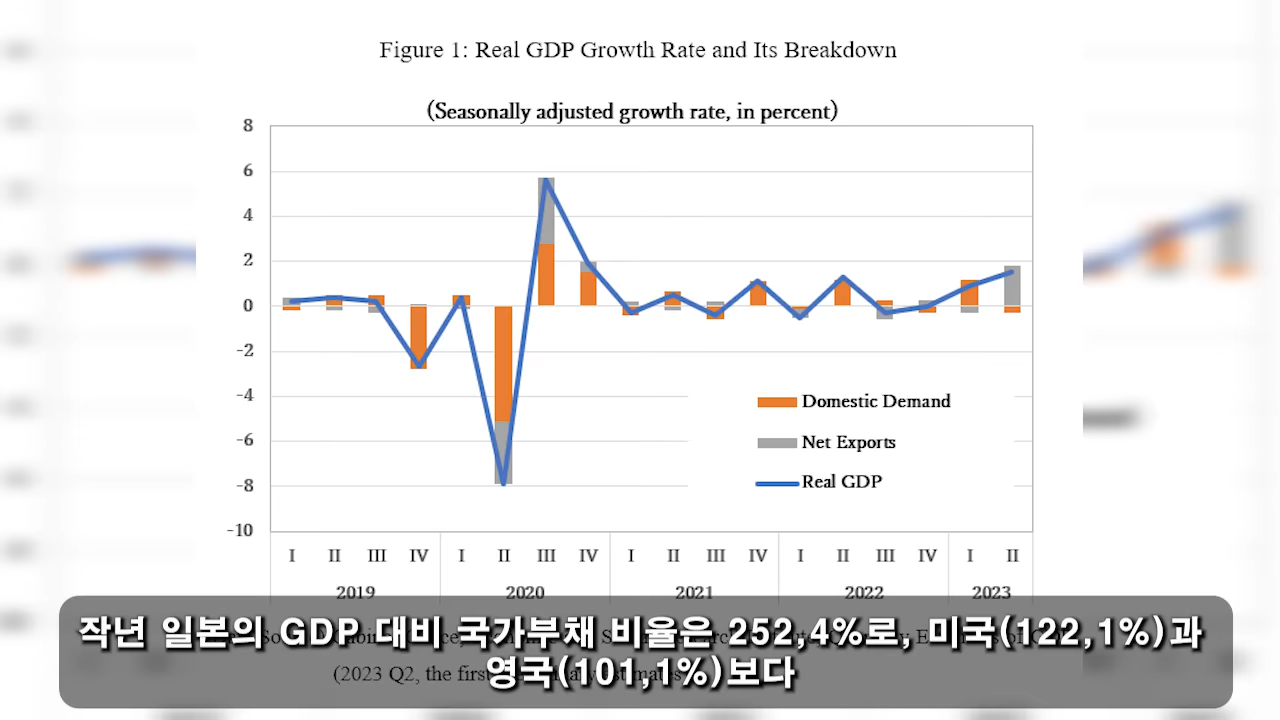 Figure 1: Real GDP Growth Rate and Its Breakdown
(Seasonally adjusted growth rate, in percent)
8
6
4
2
0
-2
-4
-6
-8
-10
Domestic Demand
Net Exports
Real GDP
I II III IV I II III IV I II III IV I II III IV I II
2019 2020 2021 2022 2023
작년 일본의 GDP 대비 국가부채 비율은 252,4%로, 미국(122,1%)과
영국(101,1%)보다
(2023 Q2, the first